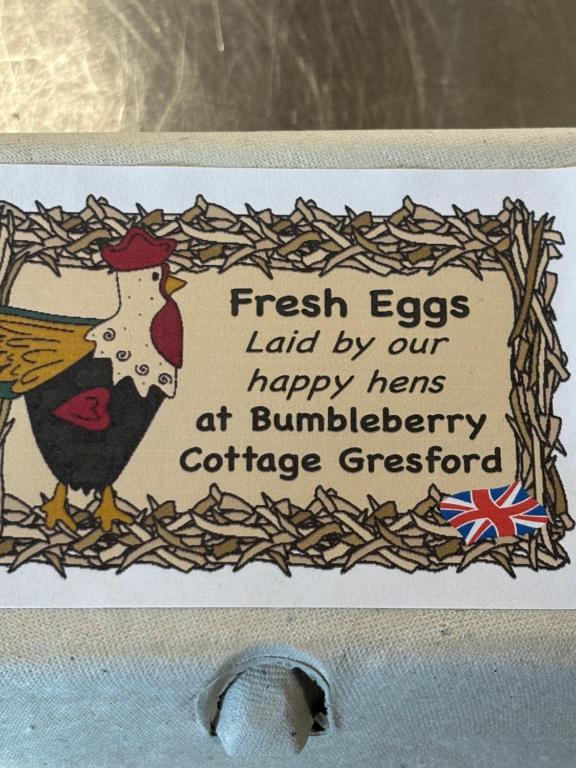 Fresh Eggs
Laid by our
happy hens
at Bumbleberry
Cottage Gresford